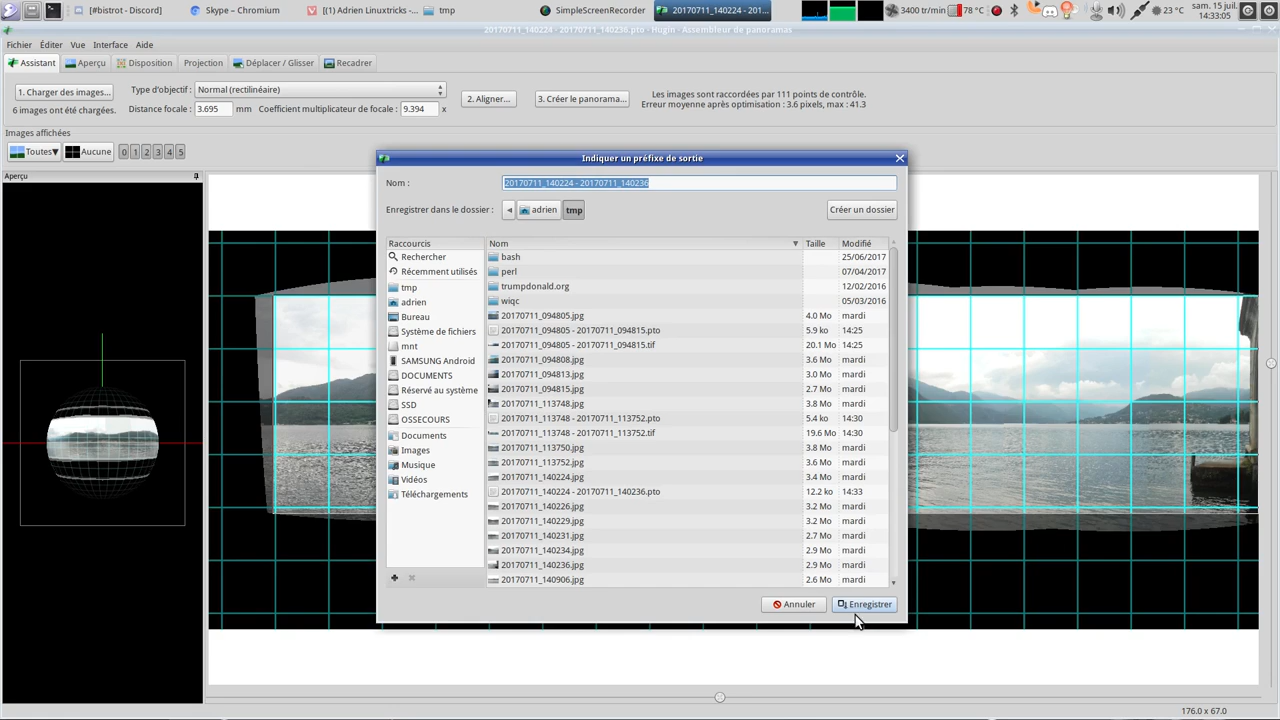 [#bistrot - Discord]
Skype – Chromium
[(1) Adrien Linuxtricks -...
tmp
SimpleScreenRecorder
20170711_140224 - 201...
3400 tr/min
78 °C
23 °C
sam. 15 juil.
14:33:05
20170711_140224 - 20170711_140236.pto - Hugin - Assembleur de panoramas
Fichier Éditer Vue Interface Aide
Assistant Aperçu Disposition Projection Déplacer / Glisser Recadrer
1. Charger des images...
6 images ont été chargées.
Type d'objectif : Normal (rectilinéaire)
Distance focale : 3.695 mm Coefficient multiplicateur de focale : 9.394 x
2. Aligner...
3. Créer le panorama...
Les images sont raccordées par 111 points de contrôle.
Erreur moyenne après optimisation : 3.6 pixels, max : 41.3
Images affichées
Toutes Aucune 0 1 2 3 4 5
Aperçu
Indiquer un préfixe de sortie
Nom : 20170711_140224 - 20170711_140236
Enregistrer dans le dossier : adrien tmp Créer un dossier
Raccourcis
Rechercher
Récemment utilisés
tmp
adrien
Bureau
Système de fichiers
mnt
SAMSUNG Android
DOCUMENTS
Réservé au système
SSD
OSSECOURS
Documents
Images
Musique
Vidéos
Téléchargements
Nom Taille Modifié
bash 25/06/2017
perl 07/04/2017
trumpdonald.org 12/02/2016
wiqc 05/03/2016
20170711_094805.jpg 4.0 Mo mardi
20170711_094805 - 20170711_094815.pto 5.9 ko 14:25
20170711_094805 - 20170711_094815.tif 20.1 Mo 14:25
20170711_094808.jpg 3.6 Mo mardi
20170711_094813.jpg 3.0 Mo mardi
20170711_094815.jpg 2.7 Mo mardi
20170711_113748.jpg 3.8 Mo mardi
20170711_113748 - 20170711_113752.pto 5.4 ko 14:30
20170711_113748 - 20170711_113752.tif 19.6 Mo 14:30
20170711_113750.jpg 3.8 Mo mardi
20170711_113752.jpg 3.6 Mo mardi
20170711_140224.jpg 3.4 Mo mardi
20170711_140224 - 20170711_140236.pto 12.2 ko 14:33
20170711_140226.jpg 3.2 Mo mardi
20170711_140229.jpg 3.2 Mo mardi
20170711_140231.jpg 2.7 Mo mardi
20170711_140234.jpg 2.9 Mo mardi
20170711_140236.jpg 2.9 Mo mardi
20170711_140906.jpg 2.6 Mo mardi
Annuler Enregistrer
176.0 x 67.0